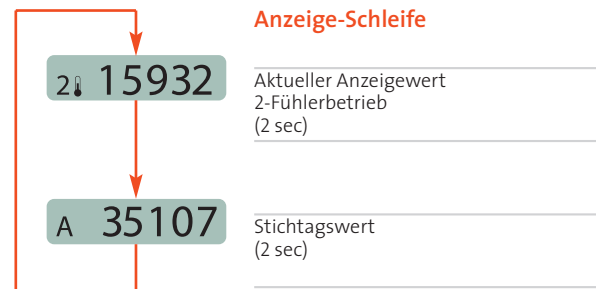 Anzeige-Schleife
2 15932
Aktueller Anzeigewert
2-Fühlerbetrieb
(2 sec)
A 35107
Stichtagswert
(2 sec)